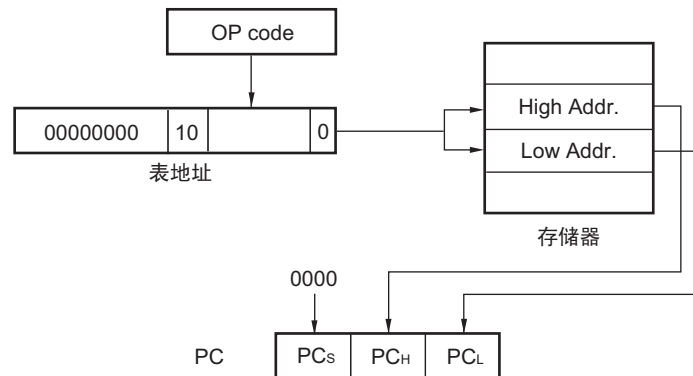 OP code
00000000 10 0
表地址
High Addr.
Low Addr.
存储器
0000
PC PCS PCH PCL